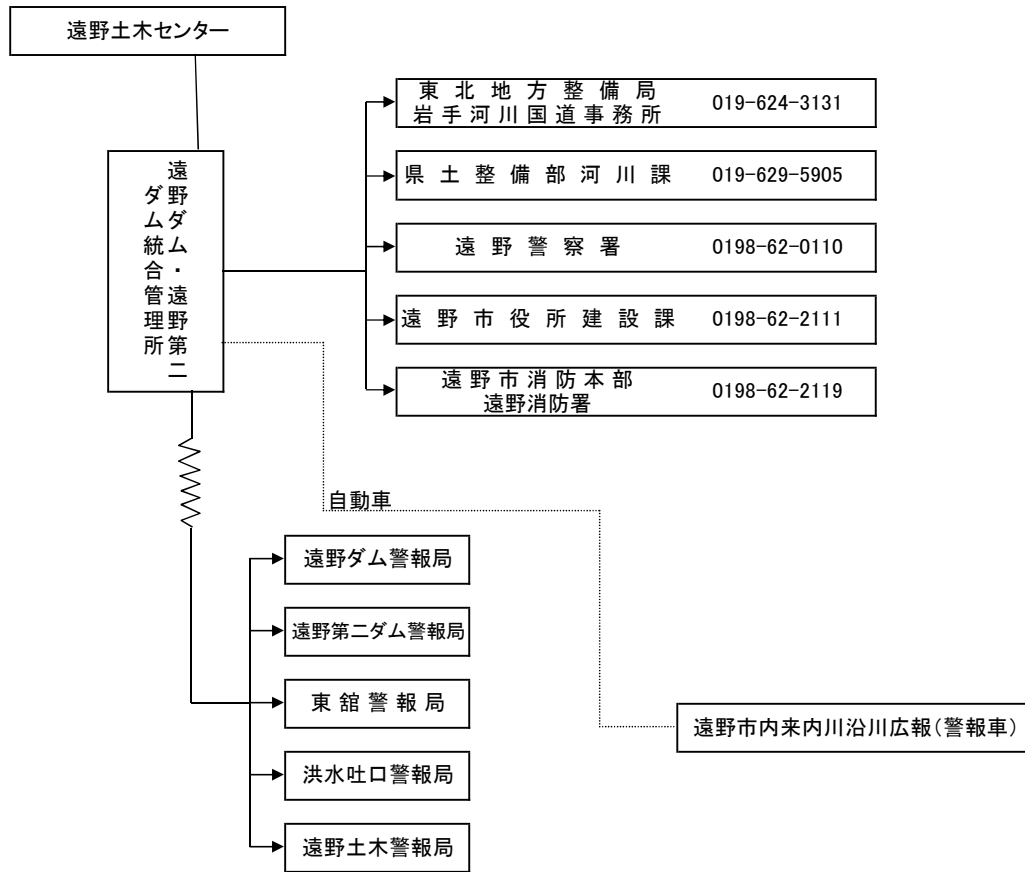 遠野土木センター
東北地方整備局
岩手河川国道事務所 019-624-3131
県土整備部河川課 019-629-5905
遠野ダム・遠野第二
ダム統合管理所
遠野警察署 0198-62-0110
遠野市役所建設課 0198-62-2111
遠野市消防本部
遠野消防署 0198-62-2119
自動車
遠野ダム警報局
遠野第二ダム警報局
東舘警報局
遠野市内来内川沿川広報(警報車)
洪水吐口警報局
遠野土木警報局